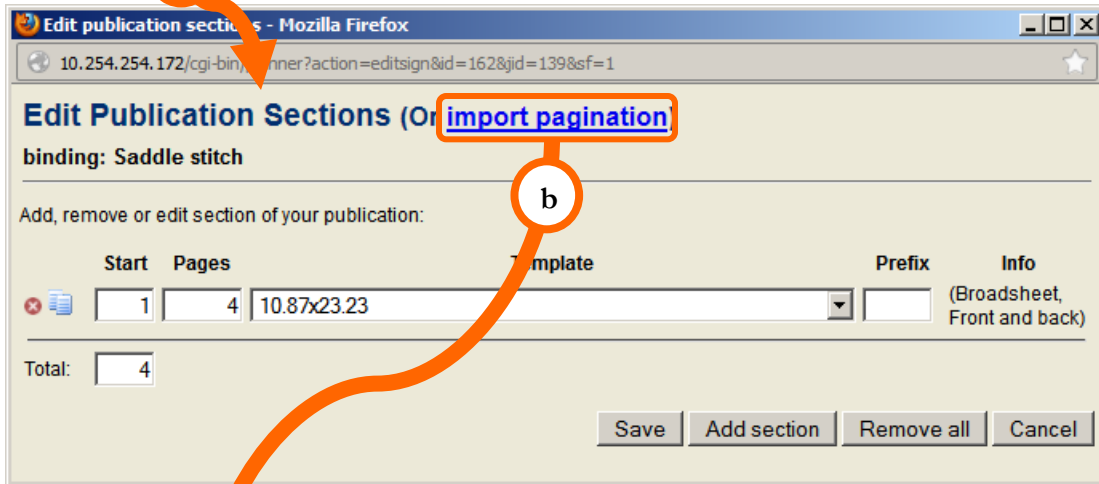 Edit publication sections - Mozilla Firefox
10.254.254.172/cgi-bin/ nner?action=editsign&id=162&jid=139&sf=1
Edit Publication Sections (Or import pagination)
binding: Saddle stitch
b
Add, remove or edit section of your publication:
Start Pages Template Prefix Info
1 4 10.87x23.23 (Broadsheet,
Front and back)
Total: 4
Save Add section Remove all Cancel